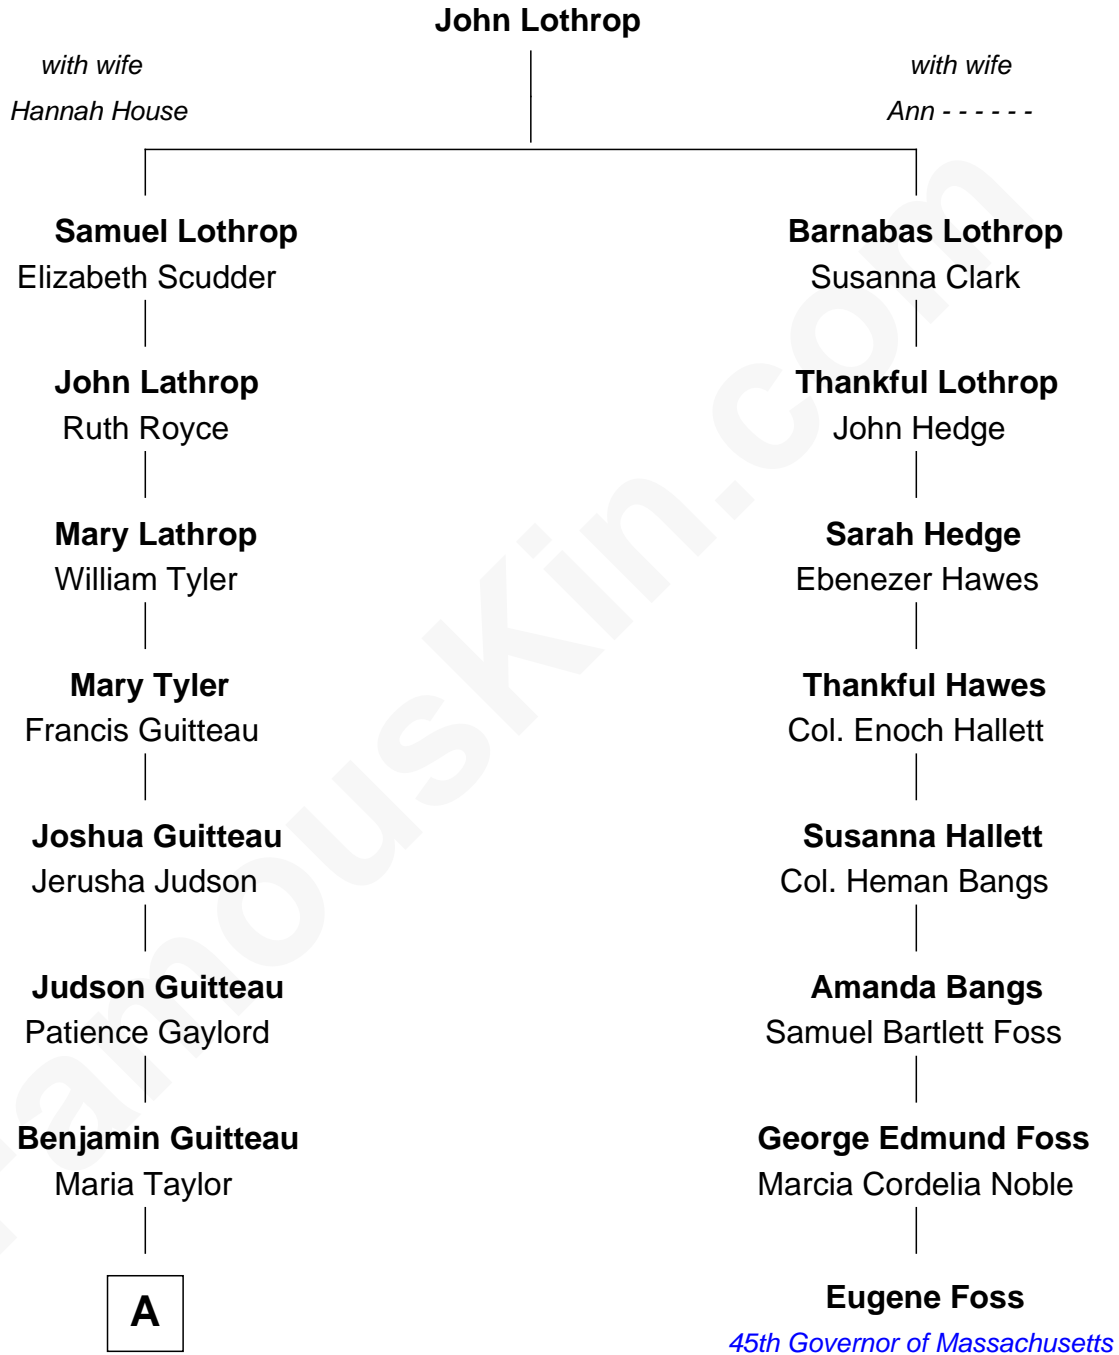 John Lothrop
with wife
Hannah House
with wife
Ann - - - - - -
Samuel Lothrop
Elizabeth Scudder
Barnabas Lothrop
Susanna Clark
John Lathrop
Ruth Royce
Thankful Lothrop
John Hedge
Mary Lathrop
William Tyler
Sarah Hedge
Ebenezer Hawes
Mary Tyler
Francis Guitteau
Thankful Hawes
Col. Enoch Hallett
Joshua Guitteau
Jerusha Judson
Susanna Hallett
Col. Heman Bangs
Judson Guitteau
Patience Gaylord
Amanda Bangs
Samuel Bartlett Foss
Benjamin Guitteau
Maria Taylor
George Edmund Foss
Marcia Cordelia Noble
A
Eugene Foss
45th Governor of Massachusetts
FamousKin.com